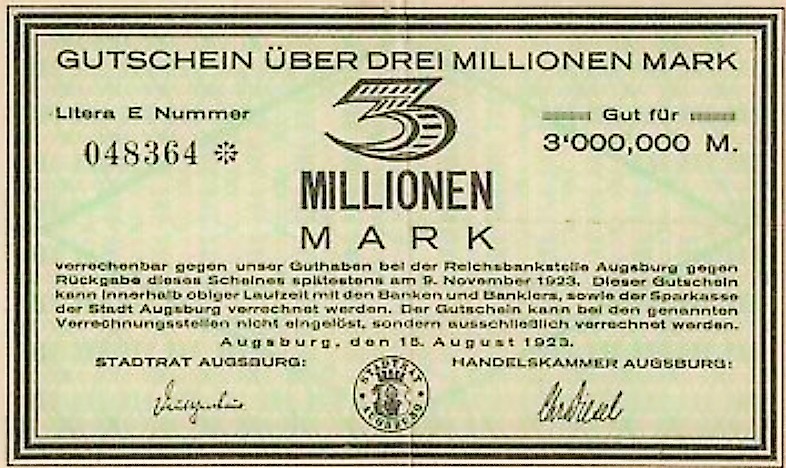 GUTSCHEIN ÜBER DREI MILLIONEN MARK
Litera E Nummer
048364 *
3
MILLIONEN
MARK
Gut für
3'000,000 M.
verrechenbar gegen unser Guthaben bei der Reichsbankstelle Augsburg gegen
Rückgabe dieses Scheines spätestens am 9. November 1923. Dieser Gutschein
kann innerhalb obiger Laufzeit mit den Banken und Bankiers, sowie der Sparkasse
der Stadt Augsburg verrechnet werden. Der Gutschein kann bei den genannten
Verrechnungsstellen nicht eingelöst, sondern ausschließlich verrechnet werden.
Augsburg, den 15. August 1923.
STADTRAT AUGSBURG:
HANDELSKAMMER AUGSBURG:
STADTRAT
AUGSBURG